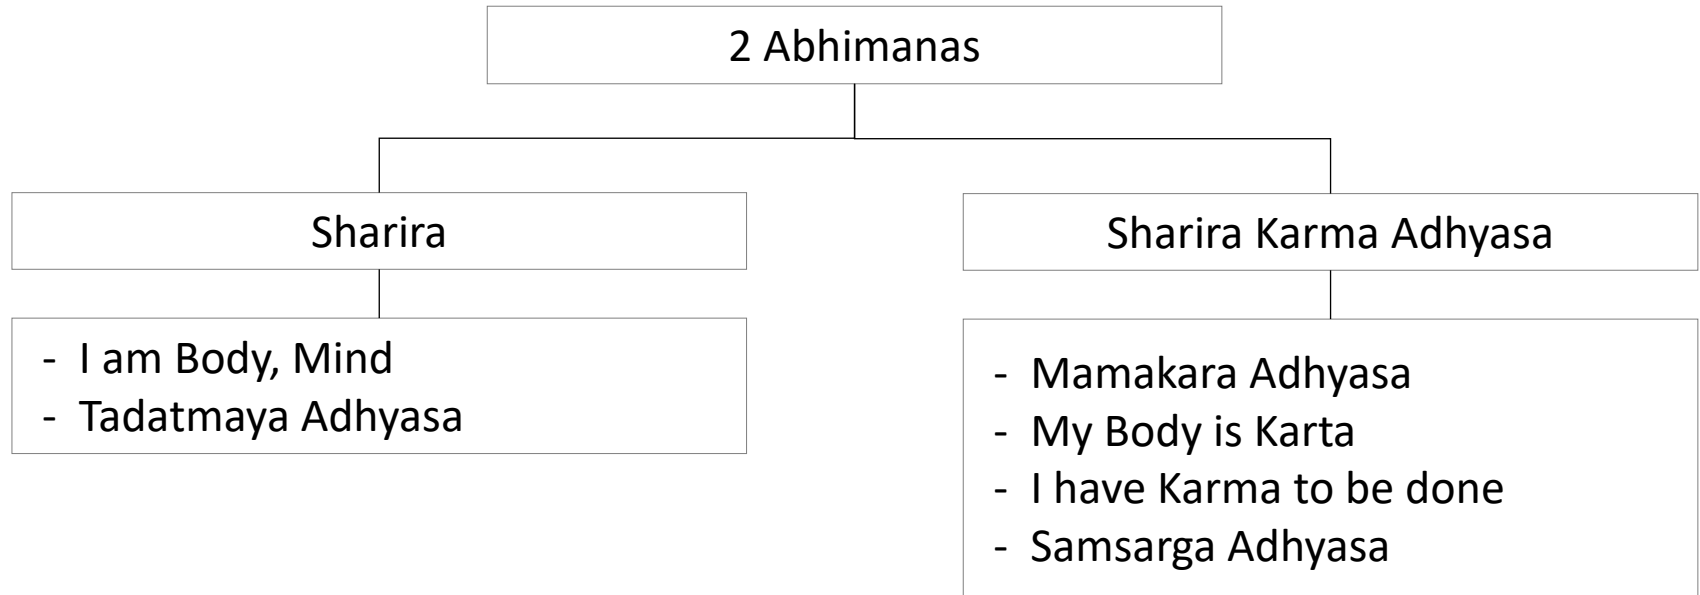 2 Abhimanas
Sharira
- I am Body, Mind
- Tadatmaya Adhyasa
Sharira Karma Adhyasa
- Mamakara Adhyasa
- My Body is Karta
- I have Karma to be done
- Samsarga Adhyasa